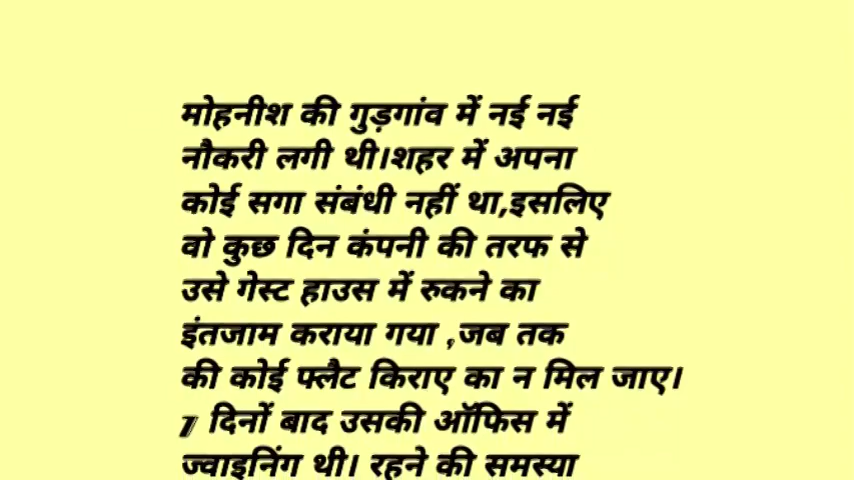 मोहनीश की गुड़गांव में नई नई
नौकरी लगी थी।शहर में अपना
कोई सगा संबंधी नहीं था,इसलिए
वो कुछ दिन कंपनी की तरफ से
उसे गेस्ट हाउस में रुकने का
इंतजाम कराया गया ,जब तक
की कोई फ्लैट किराए का न मिल जाए।
7 दिनों बाद उसकी ऑफिस में
ज्वाइनिंग थी। रहने की समस्या